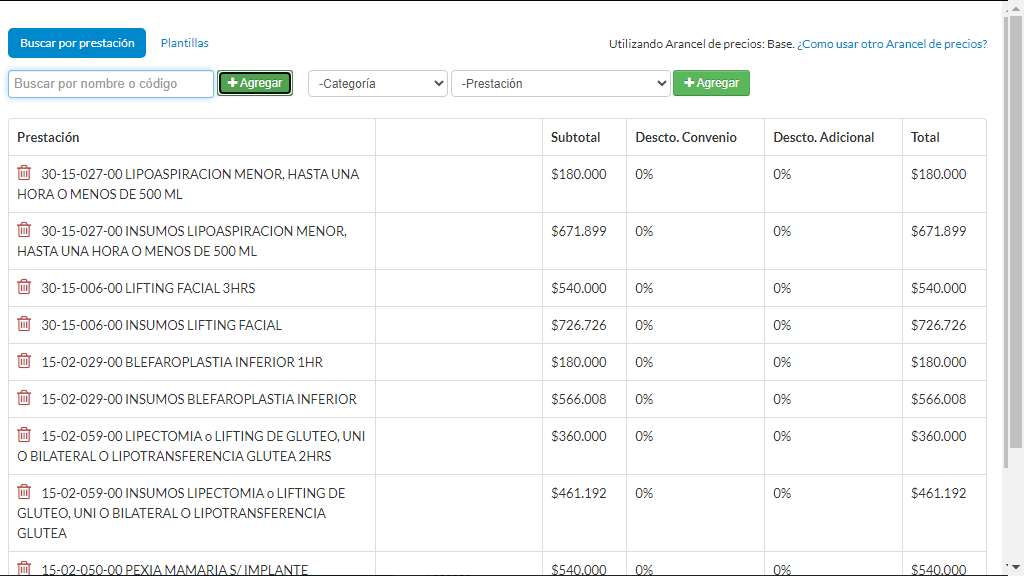 Buscar por prestación Plantillas Utilizando Arancel de precios: Base. ¿Como usar otro Arancel de precios?
Buscar por nombre o código Agregar -Categoría -Prestación Agregar
Prestación Subtotal Descto. Convenio Descto. Adicional Total
30-15-027-00 LIPOASPIRACION MENOR, HASTA UNA $180.000 0% 0% $180.000
HORA O MENOS DE 500 ML
30-15-027-00 INSUMOS LIPOASPIRACION MENOR, $671.899 0% 0% $671.899
HASTA UNA HORA O MENOS DE 500 ML
30-15-006-00 LIFTING FACIAL 3HRS $540.000 0% 0% $540.000
30-15-006-00 INSUMOS LIFTING FACIAL $726.726 0% 0% $726.726
15-02-029-00 BLEFAROPLASTIA INFERIOR 1HR $180.000 0% 0% $180.000
15-02-029-00 INSUMOS BLEFAROPLASTIA INFERIOR $566.008 0% 0% $566.008
15-02-059-00 LIPECTOMIA o LIFTING DE GLUTEO, UNI $360.000 0% 0% $360.000
O BILATERAL O LIPOTRANSFERENCIA GLUTEA 2HRS
15-02-059-00 INSUMOS LIPECTOMIA o LIFTING DE $461.192 0% 0% $461.192
GLUTEO, UNI O BILATERAL O LIPOTRANSFERENCIA
GLUTEA
15-02-050-00 PEXIA MAMARIA S/ IMPLANTE $540.000 0% 0% $540.000